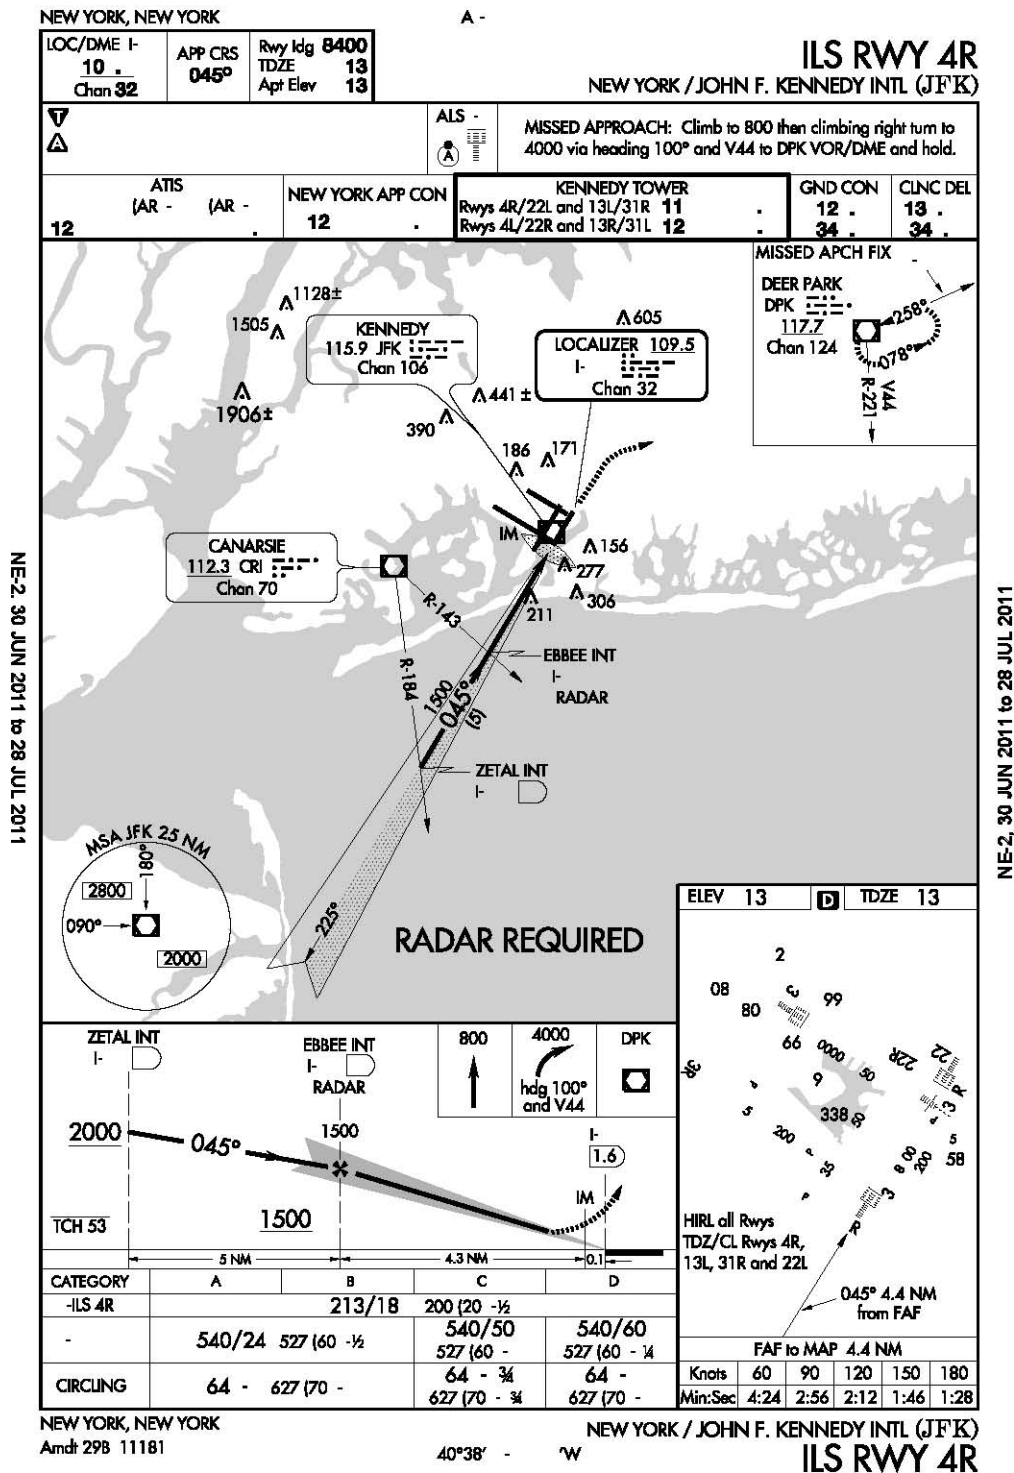 NEW YORK, NEW YORK
A -
LOC/DME I-
10 .
Chan 32
APP CRS
045°
Rwy ldg 8400
TDZE 13
Apt Elev 13
ILS RWY 4R
NEW YORK / JOHN F. KENNEDY INTL (JFK)
T
A
ALS -
A
MISSED APPROACH: Climb to 800 then climbing right turn to
4000 via heading 100° and V44 to DPK VOR/DME and hold.
ATIS
(AR - (AR -
12 .
NEW YORK APP CON
12 .
KENNEDY TOWER
Rwys 4R/22L and 13L/31R 11 .
Rwys 4L/22R and 13R/31L 12 .
GND CON
12 .
34 .
CLNC DEL
13 .
34 .
MISSED APCH FIX
DEER PARK
DPK
117.7
Chan 124
258°
078°
V44
R-221
1128±
1505
1906±
KENNEDY
115.9 JFK
Chan 106
605
LOCALIZER 109.5
I-
Chan 32
441 ±
390
186
171
IM
156
277
306
211
CANARSIE
112.3 CRI
Chan 70
R-143
R-184
EBBEE INT
I-
RADAR
1500
045°
(5)
ZETAL INT
I-
225°
MSA JFK 25 NM
180°
2800
090°
2000
RADAR REQUIRED
NE-2, 30 JUN 2011 to 28 JUL 2011
NE-2, 30 JUN 2011 to 28 JUL 2011
ELEV 13
D
TDZE 13
2
08
80
3
99
66
0000
50
22R
22
3R
9
338
50
R
3
P
5
P
200
P
35
P
8 00
200
5
58
3
R
HIRL all Rwys
TDZ/CL Rwys 4R,
13L, 31R and 22L
045° 4.4 NM
from FAF
FAF to MAP 4.4 NM
Knots 60 90 120 150 180
Min:Sec 4:24 2:56 2:12 1:46 1:28
ZETAL INT
I-
EBBEE INT
I-
RADAR
800
4000
hdg 100°
and V44
DPK
2000
045°
1500
I-
1.6
IM
TCH 53
1500
5 NM
4.3 NM
0.1
CATEGORY A B C D
-ILS 4R 213/18 200 (20 -½
- 540/24 527 (60 -½
540/50
527 (60 -
540/60
527 (60 - ¼
CIRCLING 64 - 627 (70 -
64 - ¾
627 (70 - ¾
64 -
627 (70 -
NEW YORK, NEW YORK
Amdt 29B 11181
40°38' - 'W
NEW YORK / JOHN F. KENNEDY INTL (JFK)
ILS RWY 4R